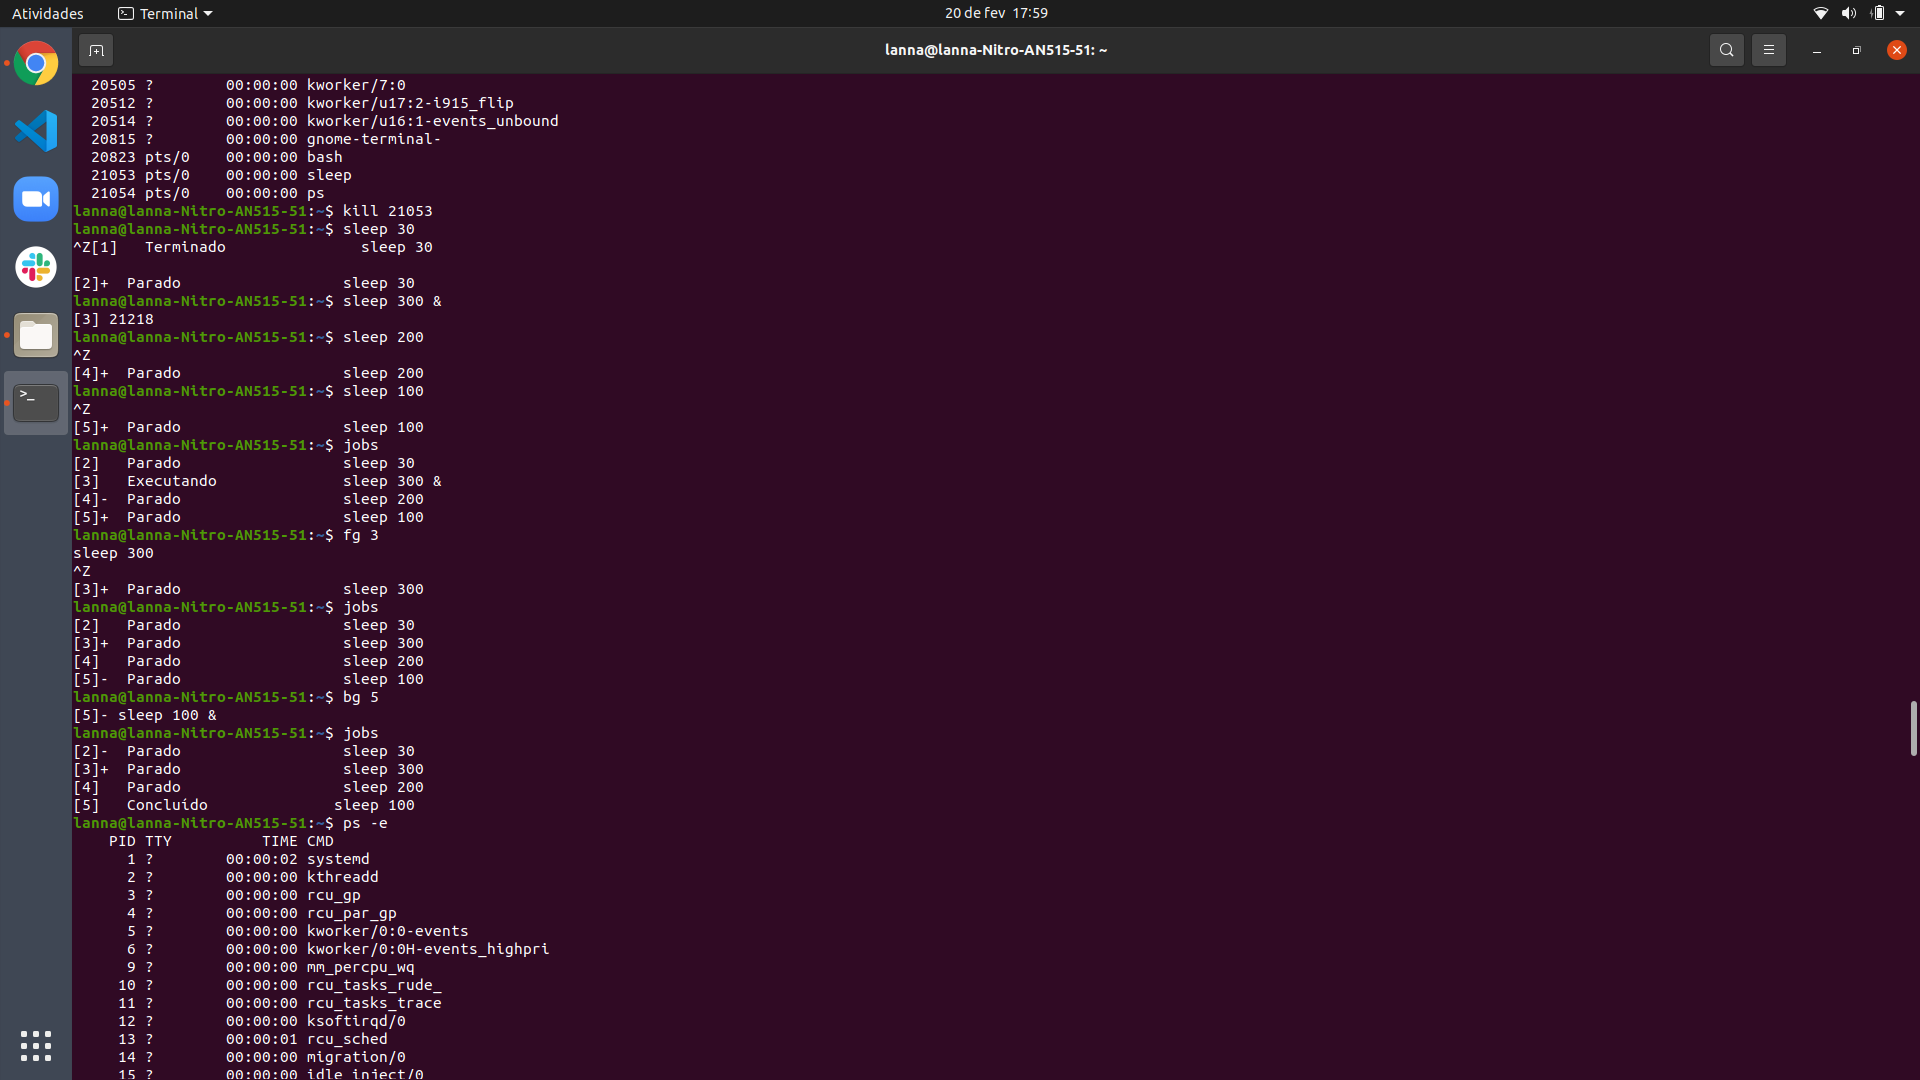 Atividades Terminal 20 de fev 17:59
lanna@lanna-Nitro-AN515-51: ~
20505 ? 00:00:00 kworker/7:0
20512 ? 00:00:00 kworker/u17:2-i915_flip
20514 ? 00:00:00 kworker/u16:1-events_unbound
20815 ? 00:00:00 gnome-terminal-
20823 pts/0 00:00:00 bash
21053 pts/0 00:00:00 sleep
21054 pts/0 00:00:00 ps
lanna@lanna-Nitro-AN515-51:~$ kill 21053
lanna@lanna-Nitro-AN515-51:~$ sleep 30
^Z[1] Terminado sleep 30
[2]+ Parado sleep 30
lanna@lanna-Nitro-AN515-51:~$ sleep 300 &
[3] 21218
lanna@lanna-Nitro-AN515-51:~$ sleep 200
^Z
[4]+ Parado sleep 200
lanna@lanna-Nitro-AN515-51:~$ sleep 100
^Z
[5]+ Parado sleep 100
lanna@lanna-Nitro-AN515-51:~$ jobs
[2] Parado sleep 30
[3] Executando sleep 300 &
[4]- Parado sleep 200
[5]+ Parado sleep 100
lanna@lanna-Nitro-AN515-51:~$ fg 3
sleep 300
^Z
[3]+ Parado sleep 300
lanna@lanna-Nitro-AN515-51:~$ jobs
[2] Parado sleep 30
[3]+ Parado sleep 300
[4] Parado sleep 200
[5]- Parado sleep 100
lanna@lanna-Nitro-AN515-51:~$ bg 5
[5]- sleep 100 &
lanna@lanna-Nitro-AN515-51:~$ jobs
[2]- Parado sleep 30
[3]+ Parado sleep 300
[4] Parado sleep 200
[5] Concluído sleep 100
lanna@lanna-Nitro-AN515-51:~$ ps -e
PID TTY TIME CMD
1 ? 00:00:02 systemd
2 ? 00:00:00 kthreadd
3 ? 00:00:00 rcu_gp
4 ? 00:00:00 rcu_par_gp
5 ? 00:00:00 kworker/0:0-events
6 ? 00:00:00 kworker/0:0H-events_highpri
9 ? 00:00:00 mm_percpu_wq
10 ? 00:00:00 rcu_tasks_rude_
11 ? 00:00:00 rcu_tasks_trace
12 ? 00:00:00 ksoftirqd/0
13 ? 00:00:01 rcu_sched
14 ? 00:00:00 migration/0
15 ? 00:00:00 idle_inject/0